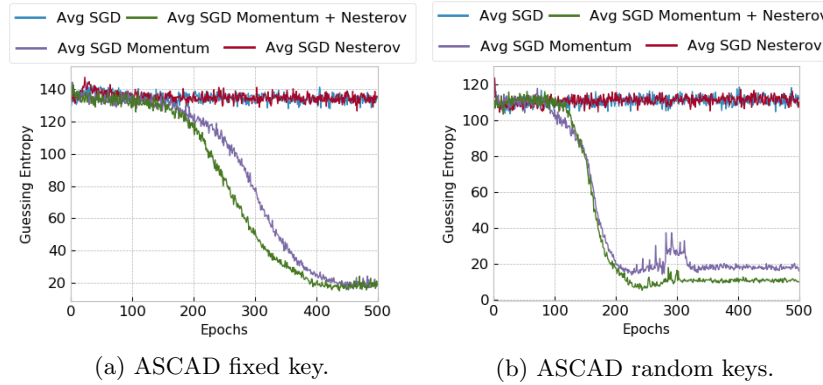 Avg SGD
Avg SGD Momentum + Nesterov
Avg SGD Momentum
Avg SGD Nesterov
Guessing Entropy
140
120
100
80
60
40
20
0
100
200
300
400
500
Epochs
(a) ASCAD fixed key.
Avg SGD
Avg SGD Momentum + Nesterov
Avg SGD Momentum
Avg SGD Nesterov
Guessing Entropy
120
100
80
60
40
20
0
0
100
200
300
400
500
Epochs
(b) ASCAD random keys.